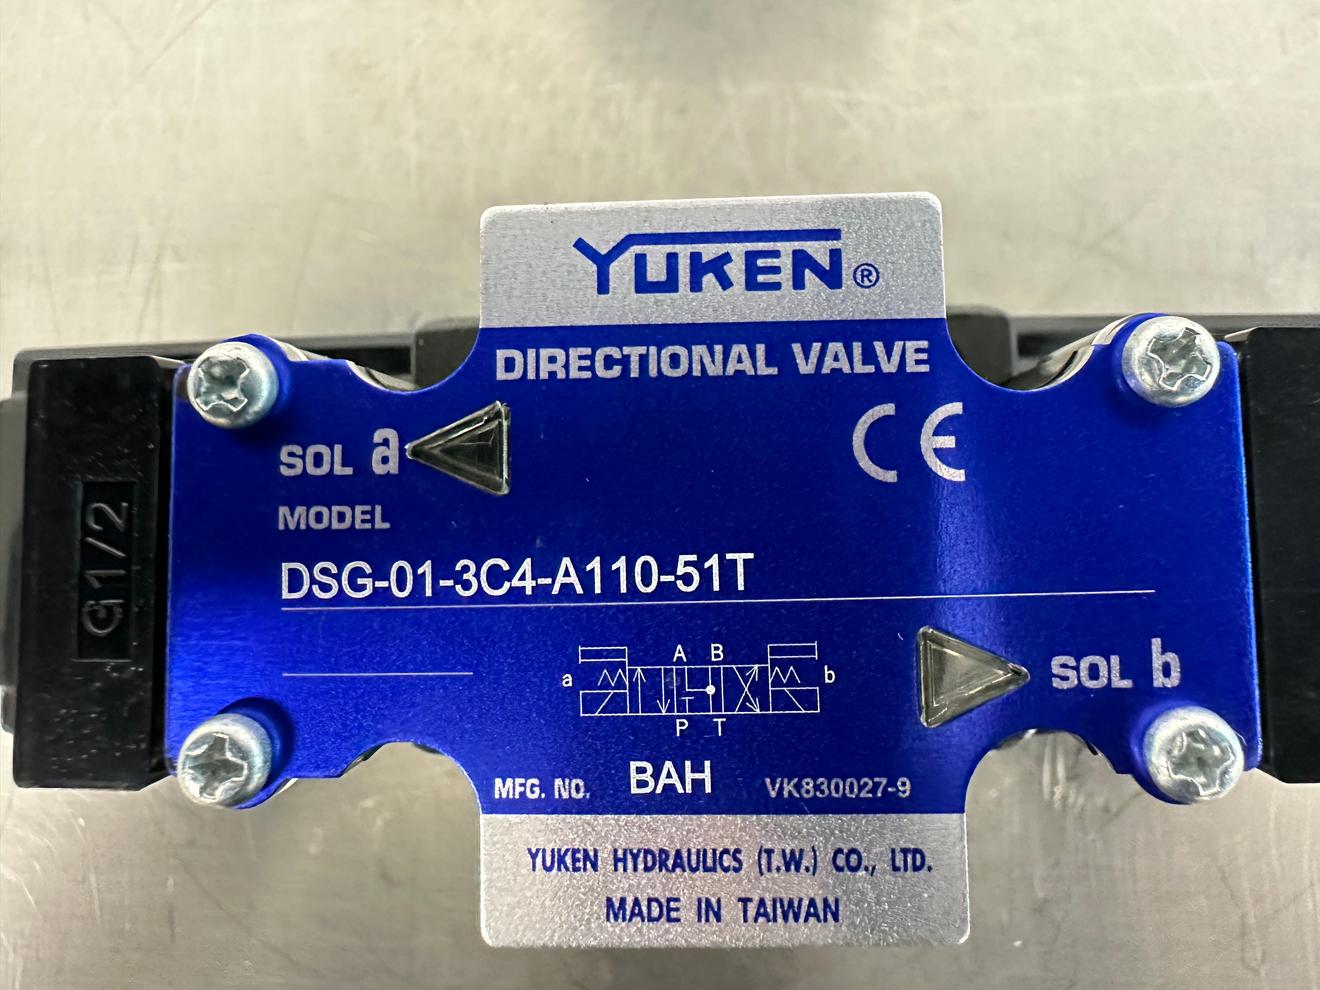 YUKEN®
DIRECTIONAL VALVE
SOL a
CE
MODEL
DSG-01-3C4-A110-51T
G1/2
A B
a
b
P T
SOL b
MFG. NO. BAH VK830027-9
YUKEN HYDRAULICS (T.W.) CO., LTD.
MADE IN TAIWAN